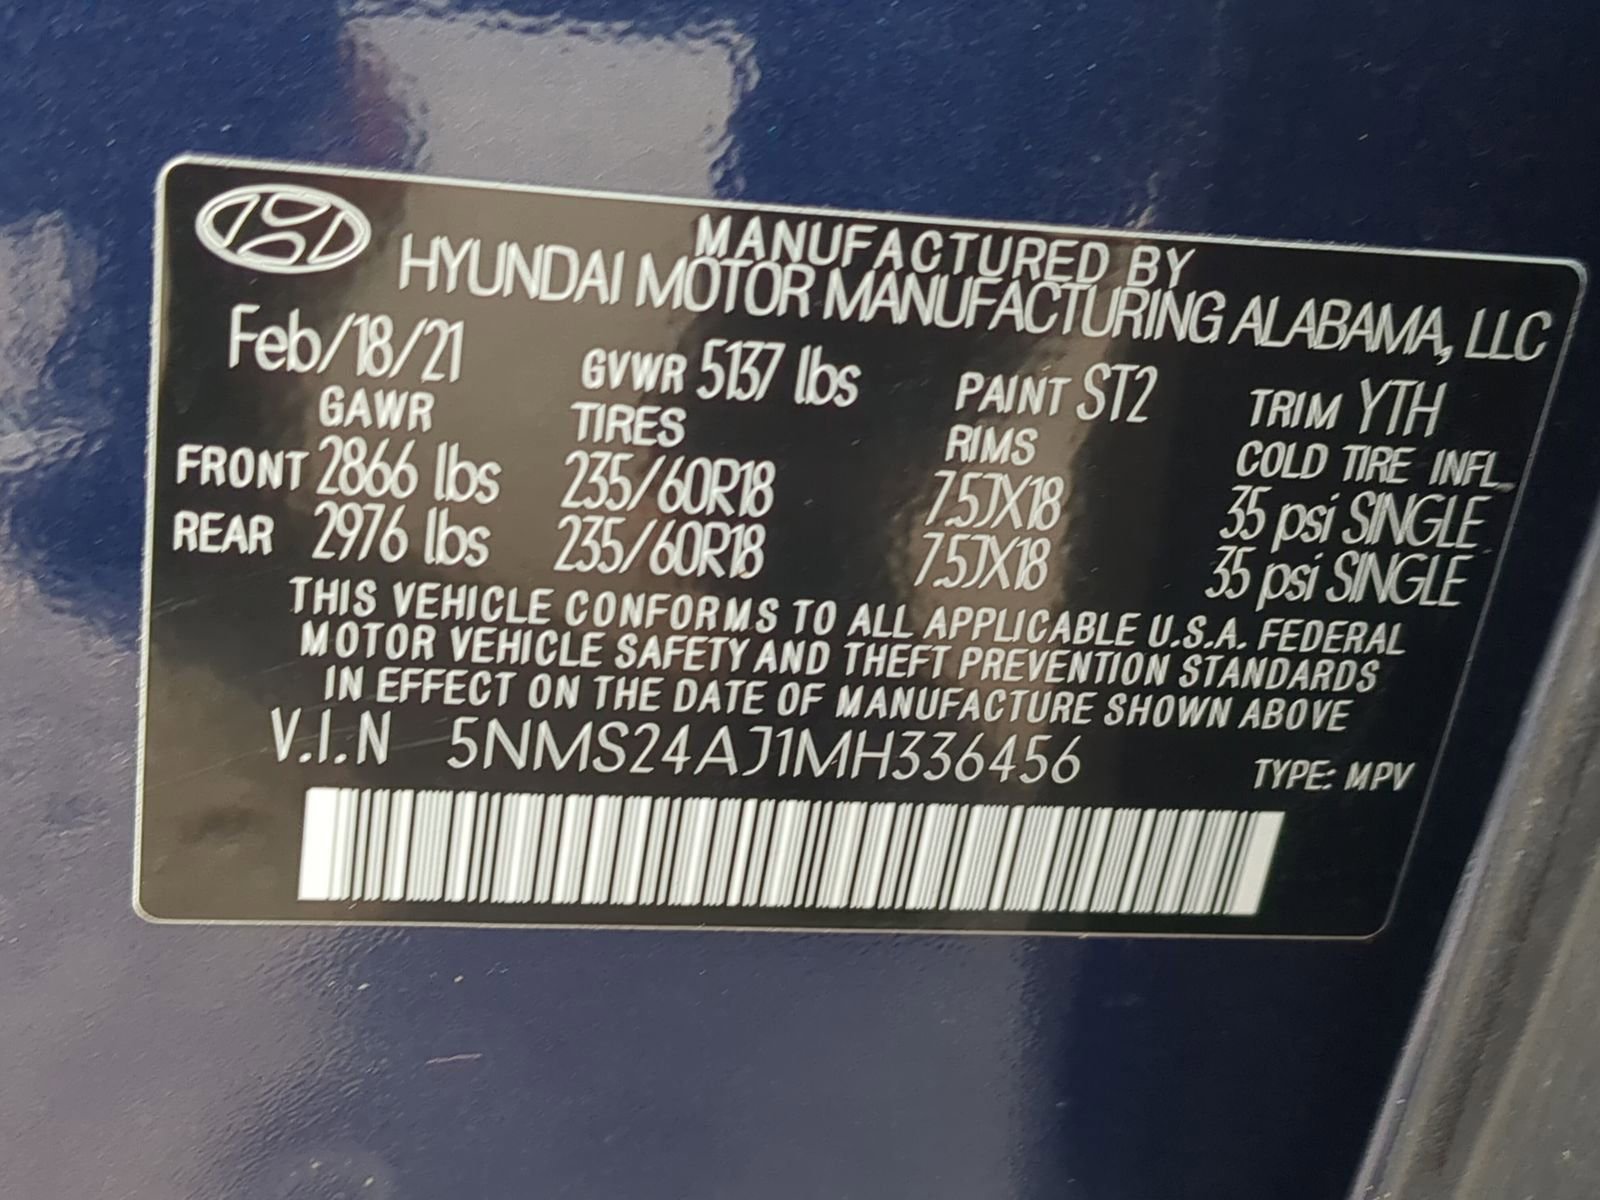 MANUFACTURED BY
HYUNDAI MOTOR MANUFACTURING ALABAMA, LLC
Feb/18/21 GVWR 5137 lbs PAINT ST2 TRIM YTH
GAWR TIRES RIMS COLD TIRE INFL.
FRONT 2866 lbs 235/60R18 7.5JX18 35 psi SINGLE
REAR 2976 lbs 235/60R18 7.5JX18 35 psi SINGLE
THIS VEHICLE CONFORMS TO ALL APPLICABLE U.S.A. FEDERAL
MOTOR VEHICLE SAFETY AND THEFT PREVENTION STANDARDS
IN EFFECT ON THE DATE OF MANUFACTURE SHOWN ABOVE
V.I.N 5NMS24AJ1MH336456 TYPE: MPV